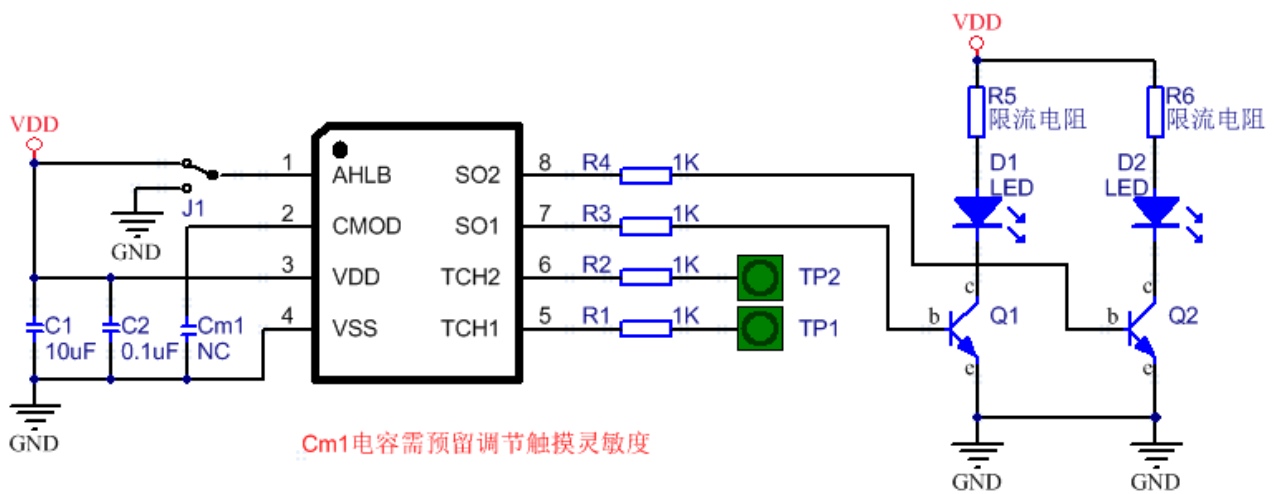 VDD
VDD
R5
限流电阻
R6
限流电阻
D1
LED
D2
LED
J1
GND
1
AHLB
SO2
8
R4
1K
2
CMOD
SO1
7
R3
1K
3
VDD
TCH2
6
R2
1K
TP2
4
VSS
TCH1
5
R1
1K
TP1
C1
10uF
C2
0.1uF
Cm1
NC
GND
c
b
Q1
e
c
b
Q2
e
GND
GND
Cm1电容需预留调节触摸灵敏度